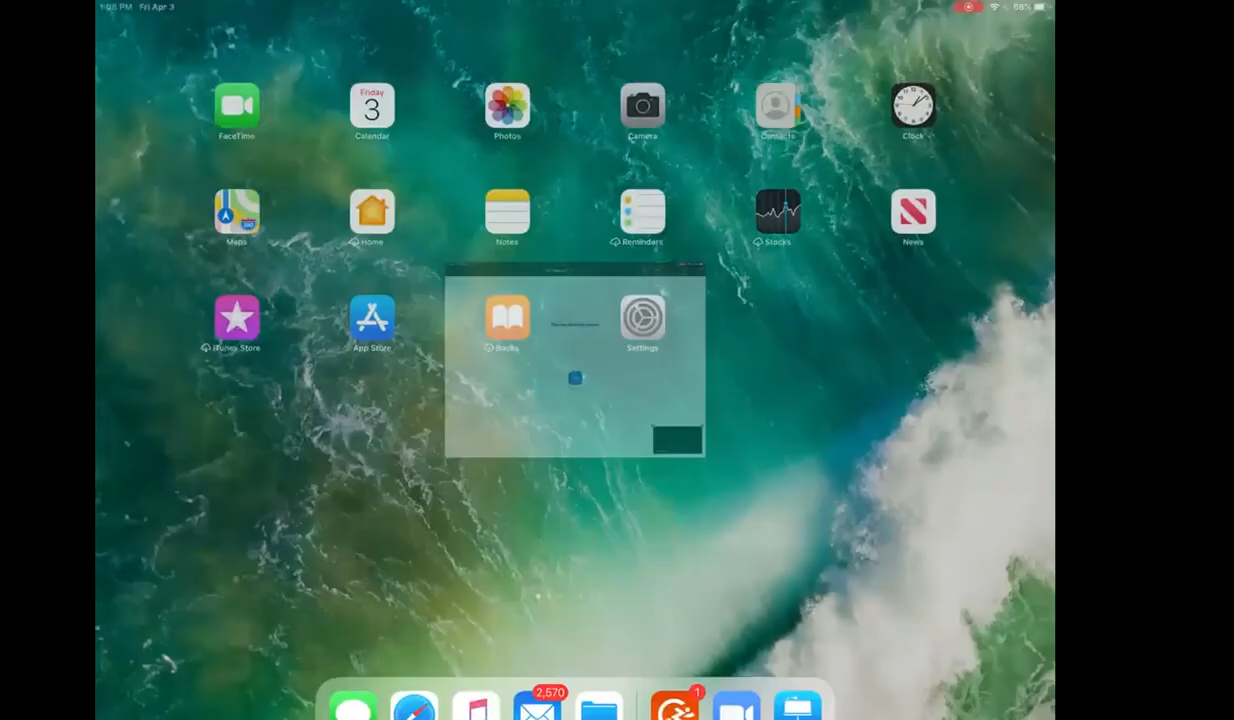 1:08 PM Fri Apr 3
58%
Friday
3
FaceTime
Calendar
Photos
Camera
Contacts
Clock
280
Maps
Home
Notes
Reminders
Stocks
News
iTunes Store
App Store
Books
Settings
2,570
1